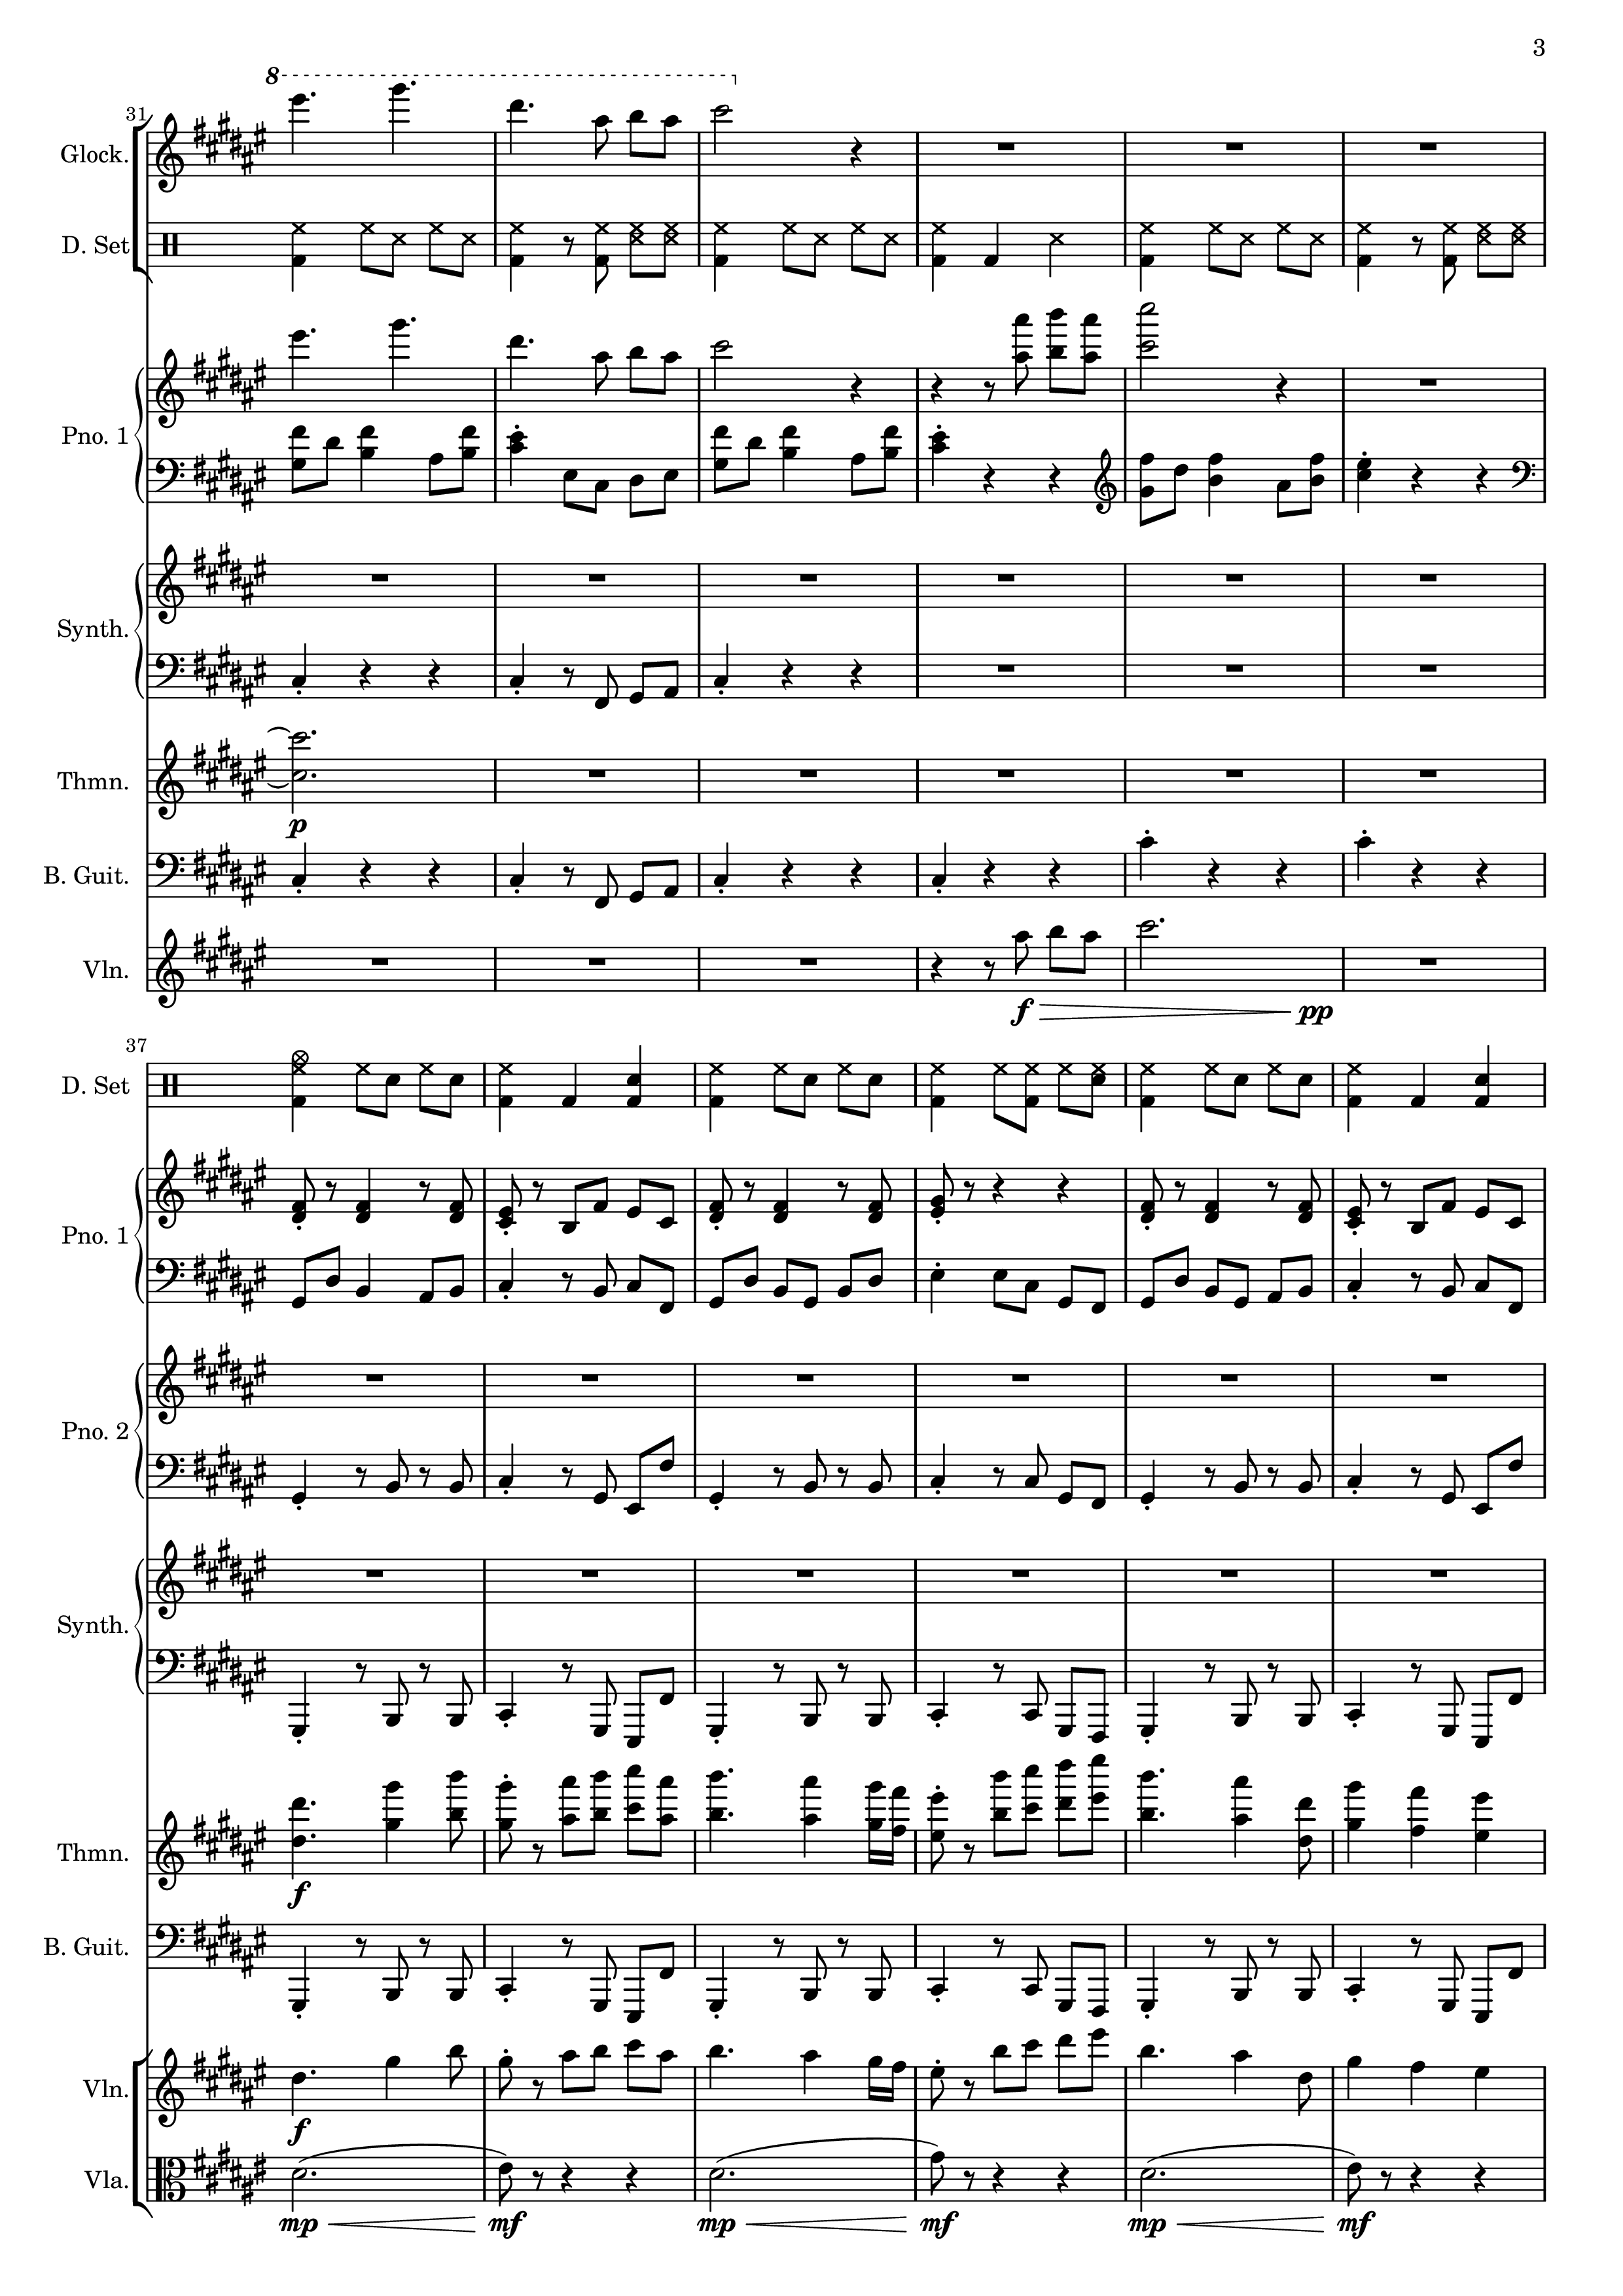 3
8
31
Glock.
D. Set
Pno. 1
Synth.
Thmn.
p
B. Guit.
Vln.
f pp
37
D. Set
Pno. 1
Pno. 2
Synth.
Thmn.
f
B. Guit.
Vln.
f
Vla.
mp mf mp mf mp mf